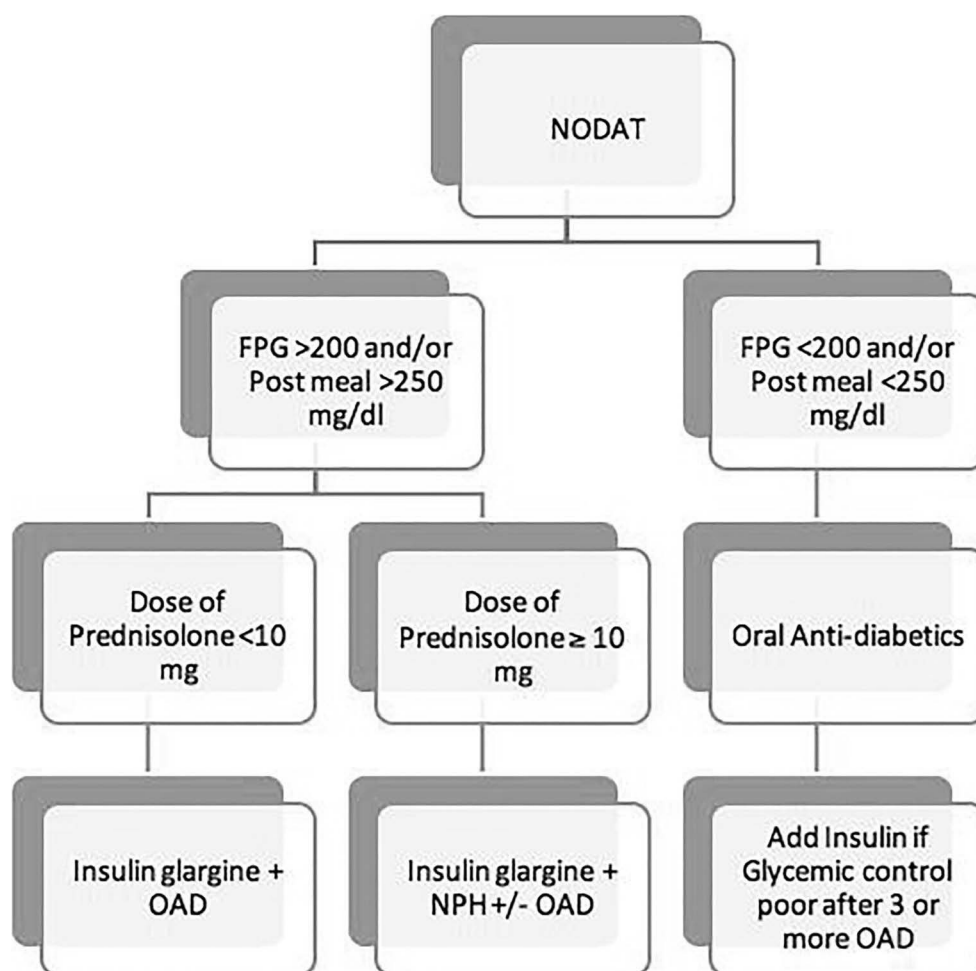 NODAT
FPG >200 and/or
Post meal >250
mg/dl
FPG <200 and/or
Post meal <250
mg/dl
Dose of
Prednisolone <10
mg
Dose of
Prednisolone ≥ 10
mg
Oral Anti-diabetics
Insulin glargine +
OAD
Insulin glargine +
NPH +/- OAD
Add Insulin if
Glycemic control
poor after 3 or
more OAD